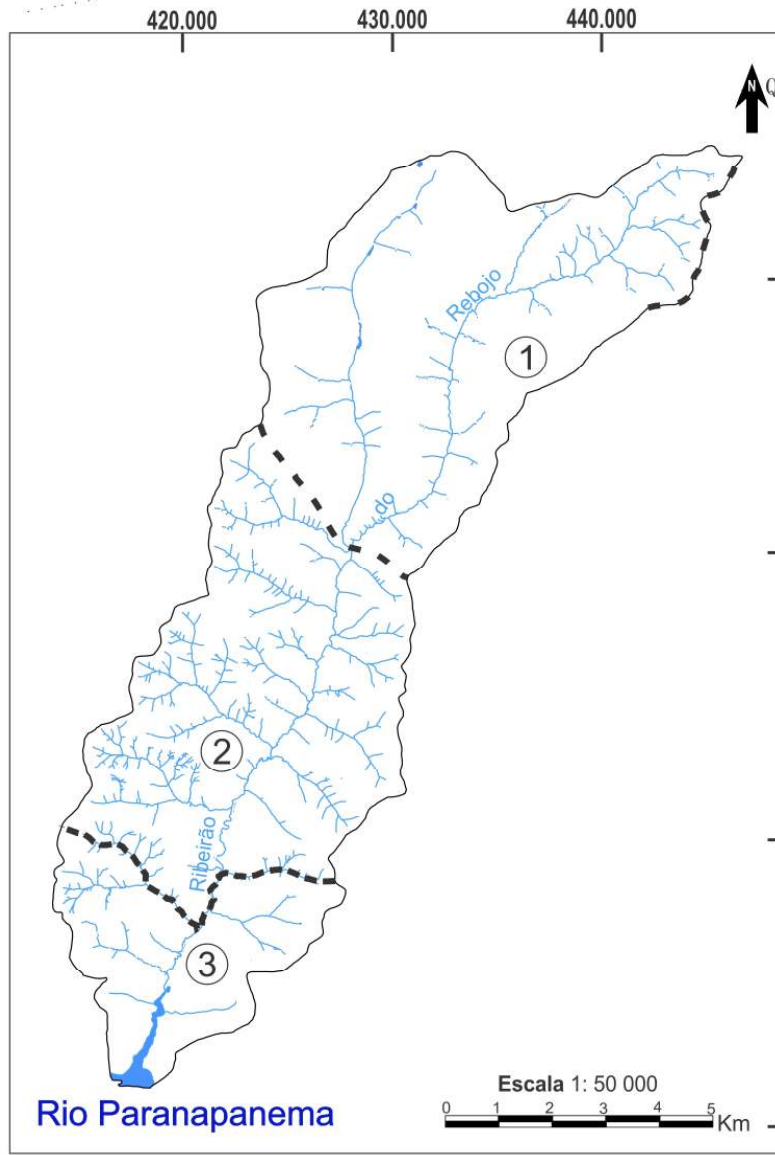 420.000 430.000 440.000
N Q
Rebojo
1
do
2
Ribeirão
3
Escala 1: 50 000
0 1 2 3 4 5
Km
Rio Paranapanema